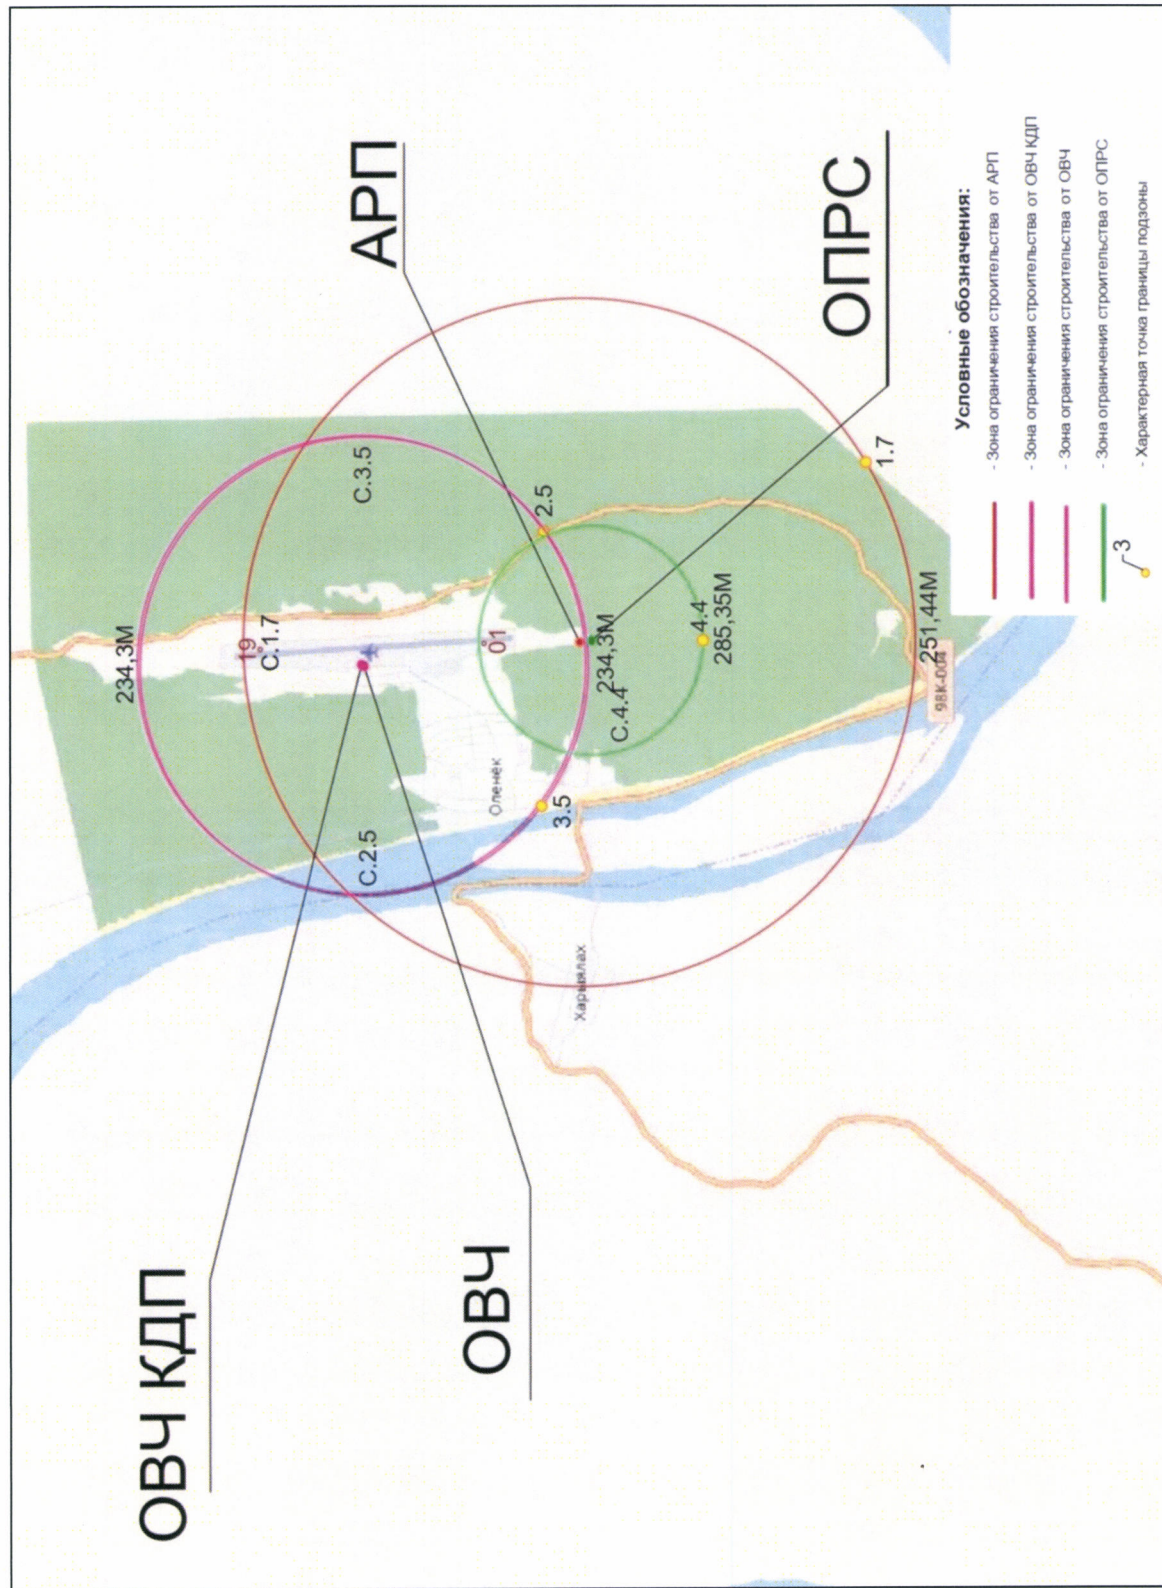 ОВЧ КДП
ОВЧ
АРП
ОПРС
234,3М
19
С.1.7
С.3.5
С.2.5
2.5
01
3.5
Оленёк
234,3М
С.4.4
4.4
285,35М
1.7
251,44М
98К-004
Харыялах
Условные обозначения:
- Зона ограничения строительства от АРП
- Зона ограничения строительства от ОВЧ КДП
- Зона ограничения строительства от ОВЧ
- Зона ограничения строительства от ОПРС
3
- Характерная точка границы подзоны